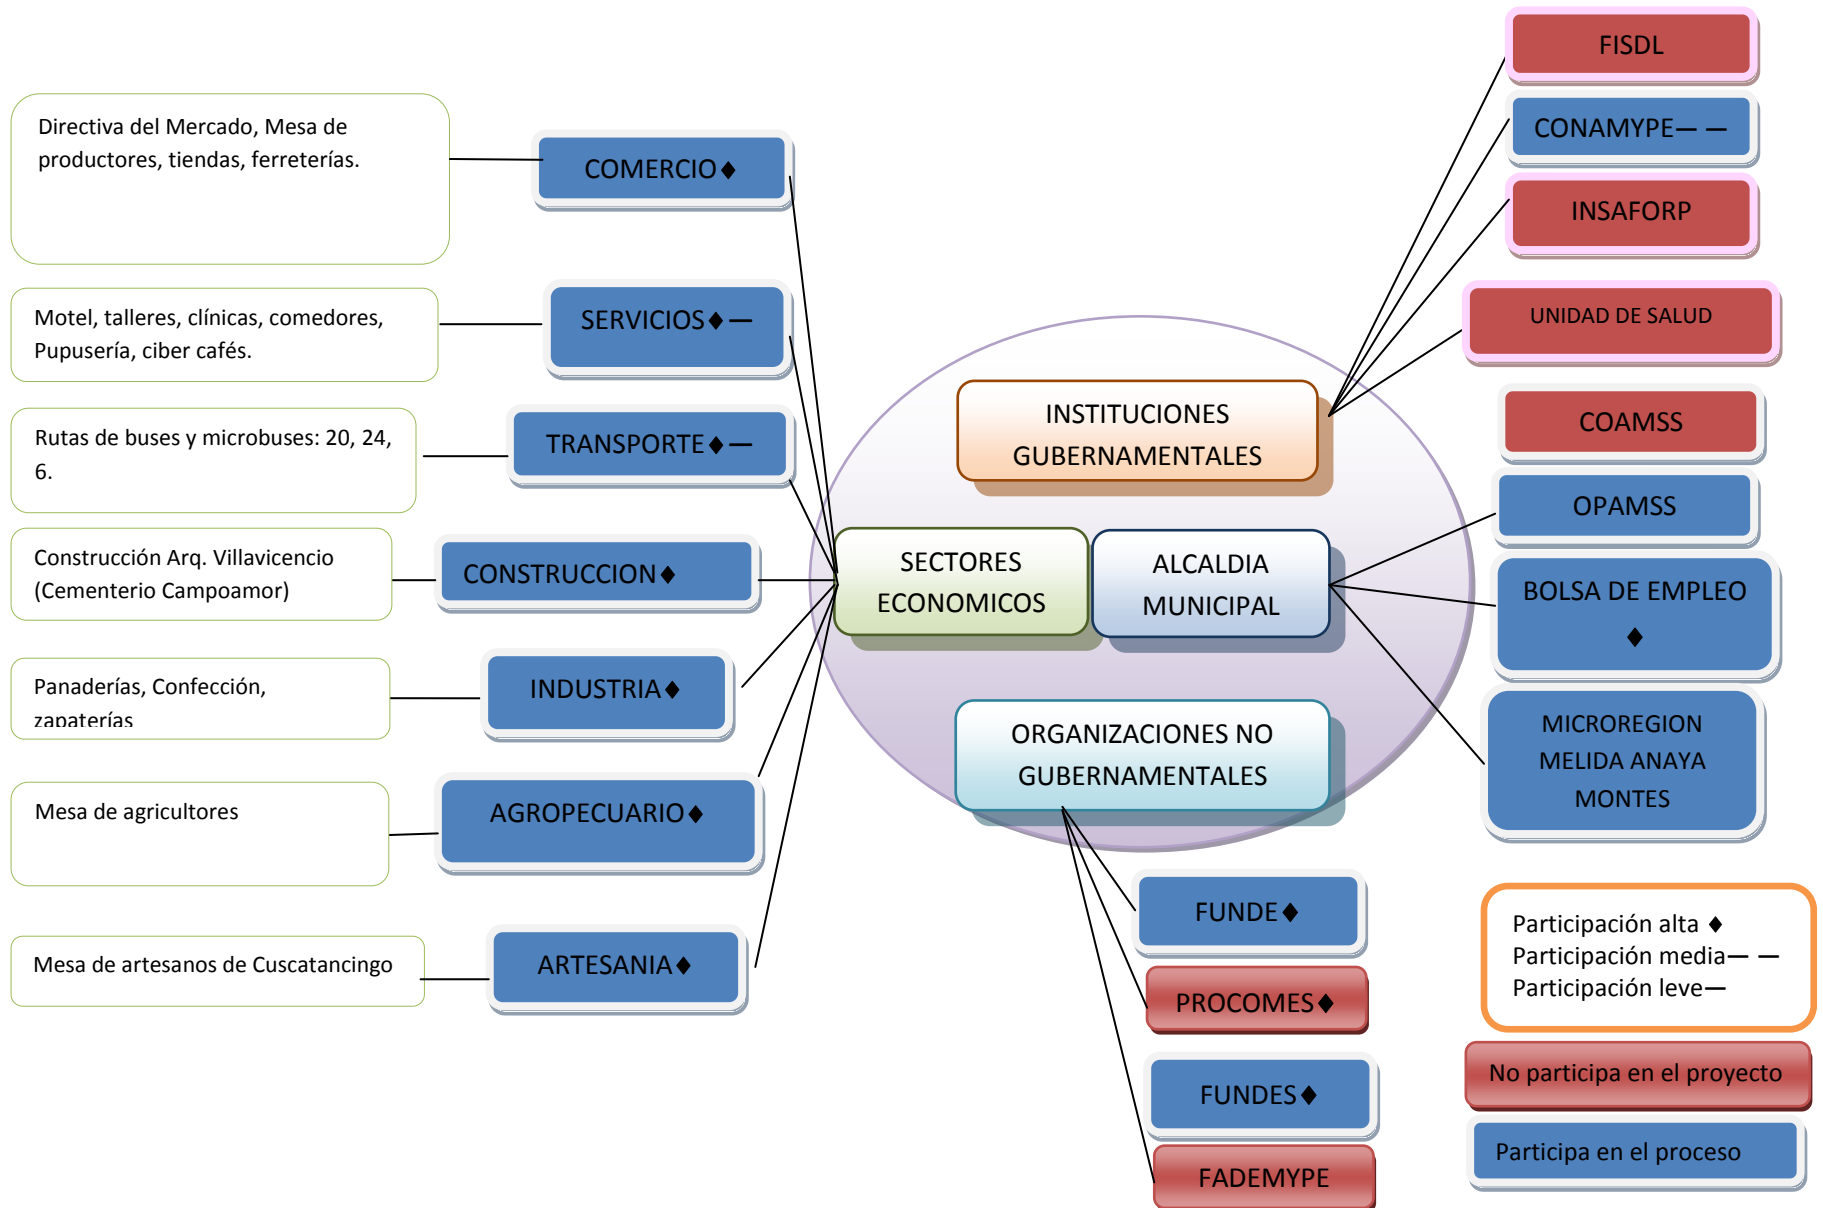 Directiva del Mercado, Mesa de
productores, tiendas, ferreterías.
COMERCIO♦
Motel, talleres, clínicas, comedores,
Pupusería, ciber cafés.
SERVICIOS♦—
Rutas de buses y microbuses: 20, 24,
6.
TRANSPORTE♦—
Construcción Arq. Villavicencio
(Cementerio Campoamor)
CONSTRUCCION♦
Panaderías, Confección,
zapaterías
INDUSTRIA♦
Mesa de agricultores
AGROPECUARIO♦
Mesa de artesanos de Cuscatancingo
ARTESANIA♦
INSTITUCIONES
GUBERNAMENTALES
SECTORES
ECONOMICOS
ALCALDIA
MUNICIPAL
ORGANIZACIONES NO
GUBERNAMENTALES
FISDL
CONAMYPE— —
INSAFORP
UNIDAD DE SALUD
COAMSS
OPAMSS
BOLSA DE EMPLEO
♦
MICROREGION
MELIDA ANAYA
MONTES
FUNDE♦
PROCOMES♦
FUNDES♦
FADEMYPE
Participación alta ♦
Participación media— —
Participación leve—
No participa en el proyecto
Participa en el proceso